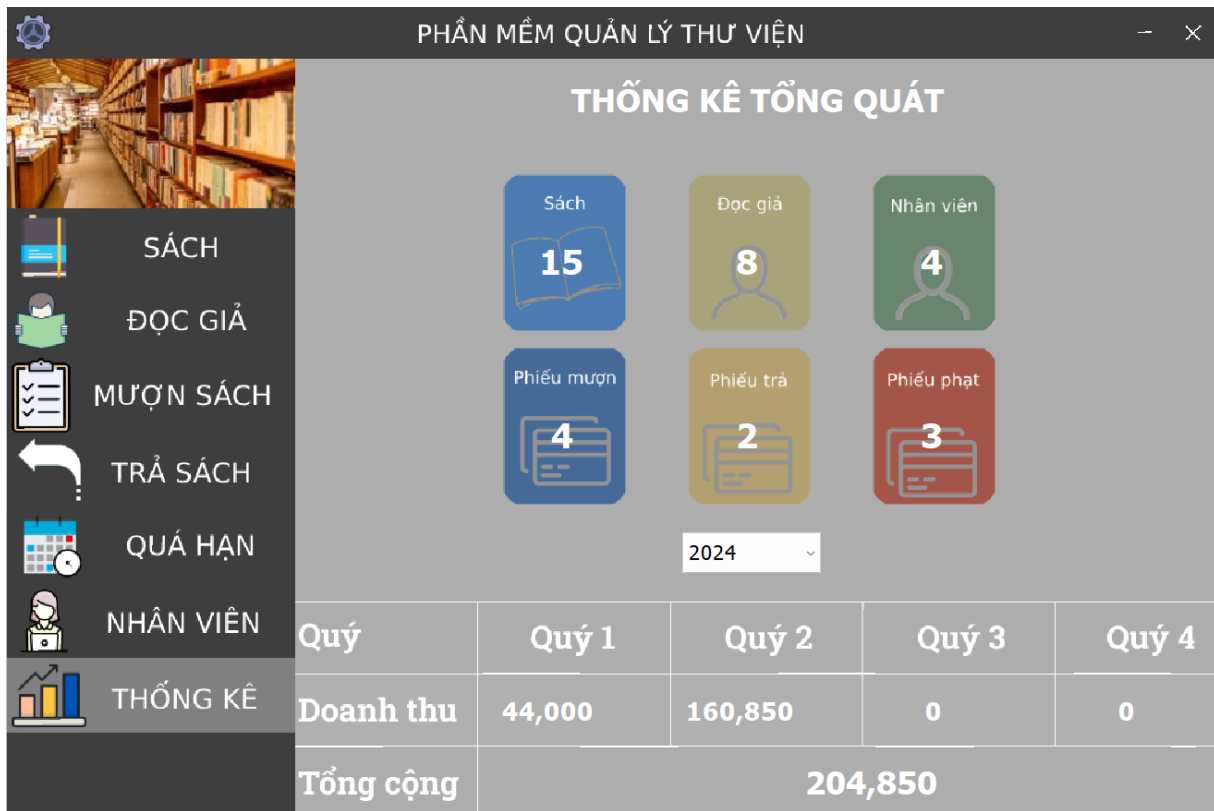 PHẦN MỀM QUẢN LÝ THƯ VIỆN
THỐNG KÊ TỔNG QUÁT
Sách
15
Đọc giả
8
Nhân viên
4
Phiếu mượn
4
Phiếu trả
2
Phiếu phạt
3
SÁCH
ĐỌC GIẢ
MƯỢN SÁCH
TRẢ SÁCH
QUÁ HẠN
NHÂN VIÊN
THỐNG KÊ
2024
Quý Quý 1 Quý 2 Quý 3 Quý 4
Doanh thu 44,000 160,850 0 0
Tổng cộng 204,850